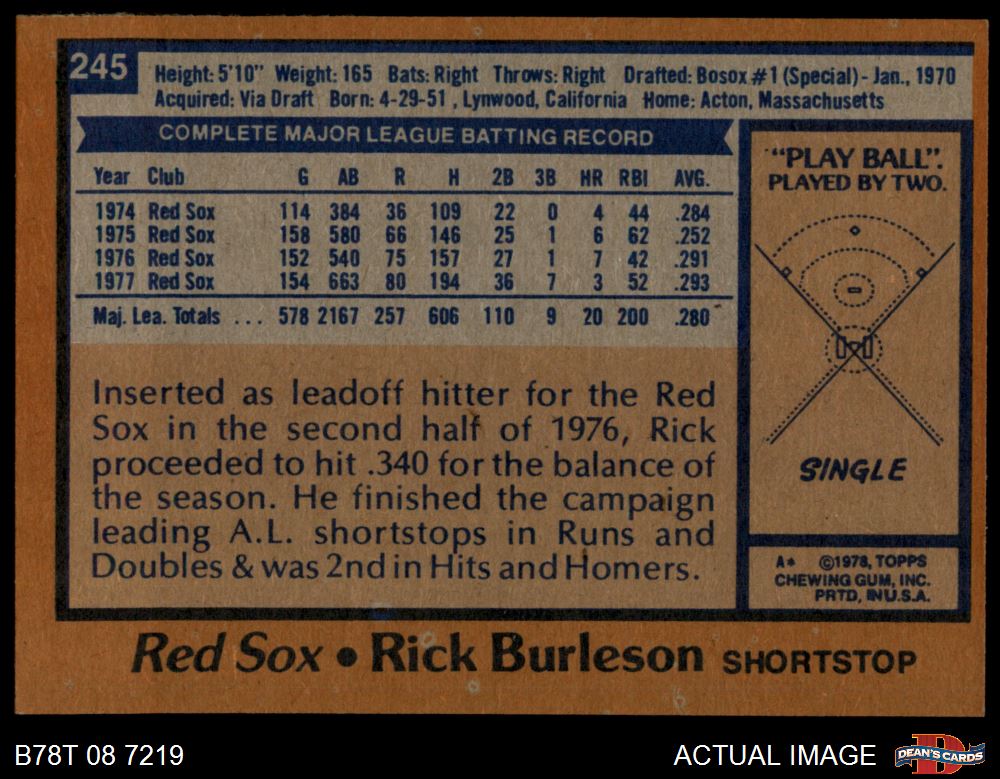 245
Height: 5'10" Weight: 165 Bats: Right Throws: Right Drafted: Bosox #1 (Special) - Jan., 1970
Acquired: Via Draft Born: 4-29-51 , Lynwood, California Home: Acton, Massachusetts
COMPLETE MAJOR LEAGUE BATTING RECORD
Year Club G AB R H 2B 3B HR RBI AVG.
1974 Red Sox 114 384 36 109 22 0 4 44 .284
1975 Red Sox 158 580 66 146 25 1 6 62 .252
1976 Red Sox 152 540 75 157 27 1 7 42 .291
1977 Red Sox 154 663 80 194 36 7 3 52 .293
Maj. Lea. Totals ... 578 2167 257 606 110 9 20 200 .280
Inserted as leadoff hitter for the Red
Sox in the second half of 1976, Rick
proceeded to hit .340 for the balance of
the season. He finished the campaign
leading A.L. shortstops in Runs and
Doubles & was 2nd in Hits and Homers.
"PLAY BALL".
PLAYED BY TWO.
SINGLE
A* ©1978, TOPPS
CHEWING GUM, INC.
PRTD, IN U.S.A.
Red Sox • Rick Burleson SHORTSTOP
B78T 08 7219
ACTUAL IMAGE
DEAN'S CARDS